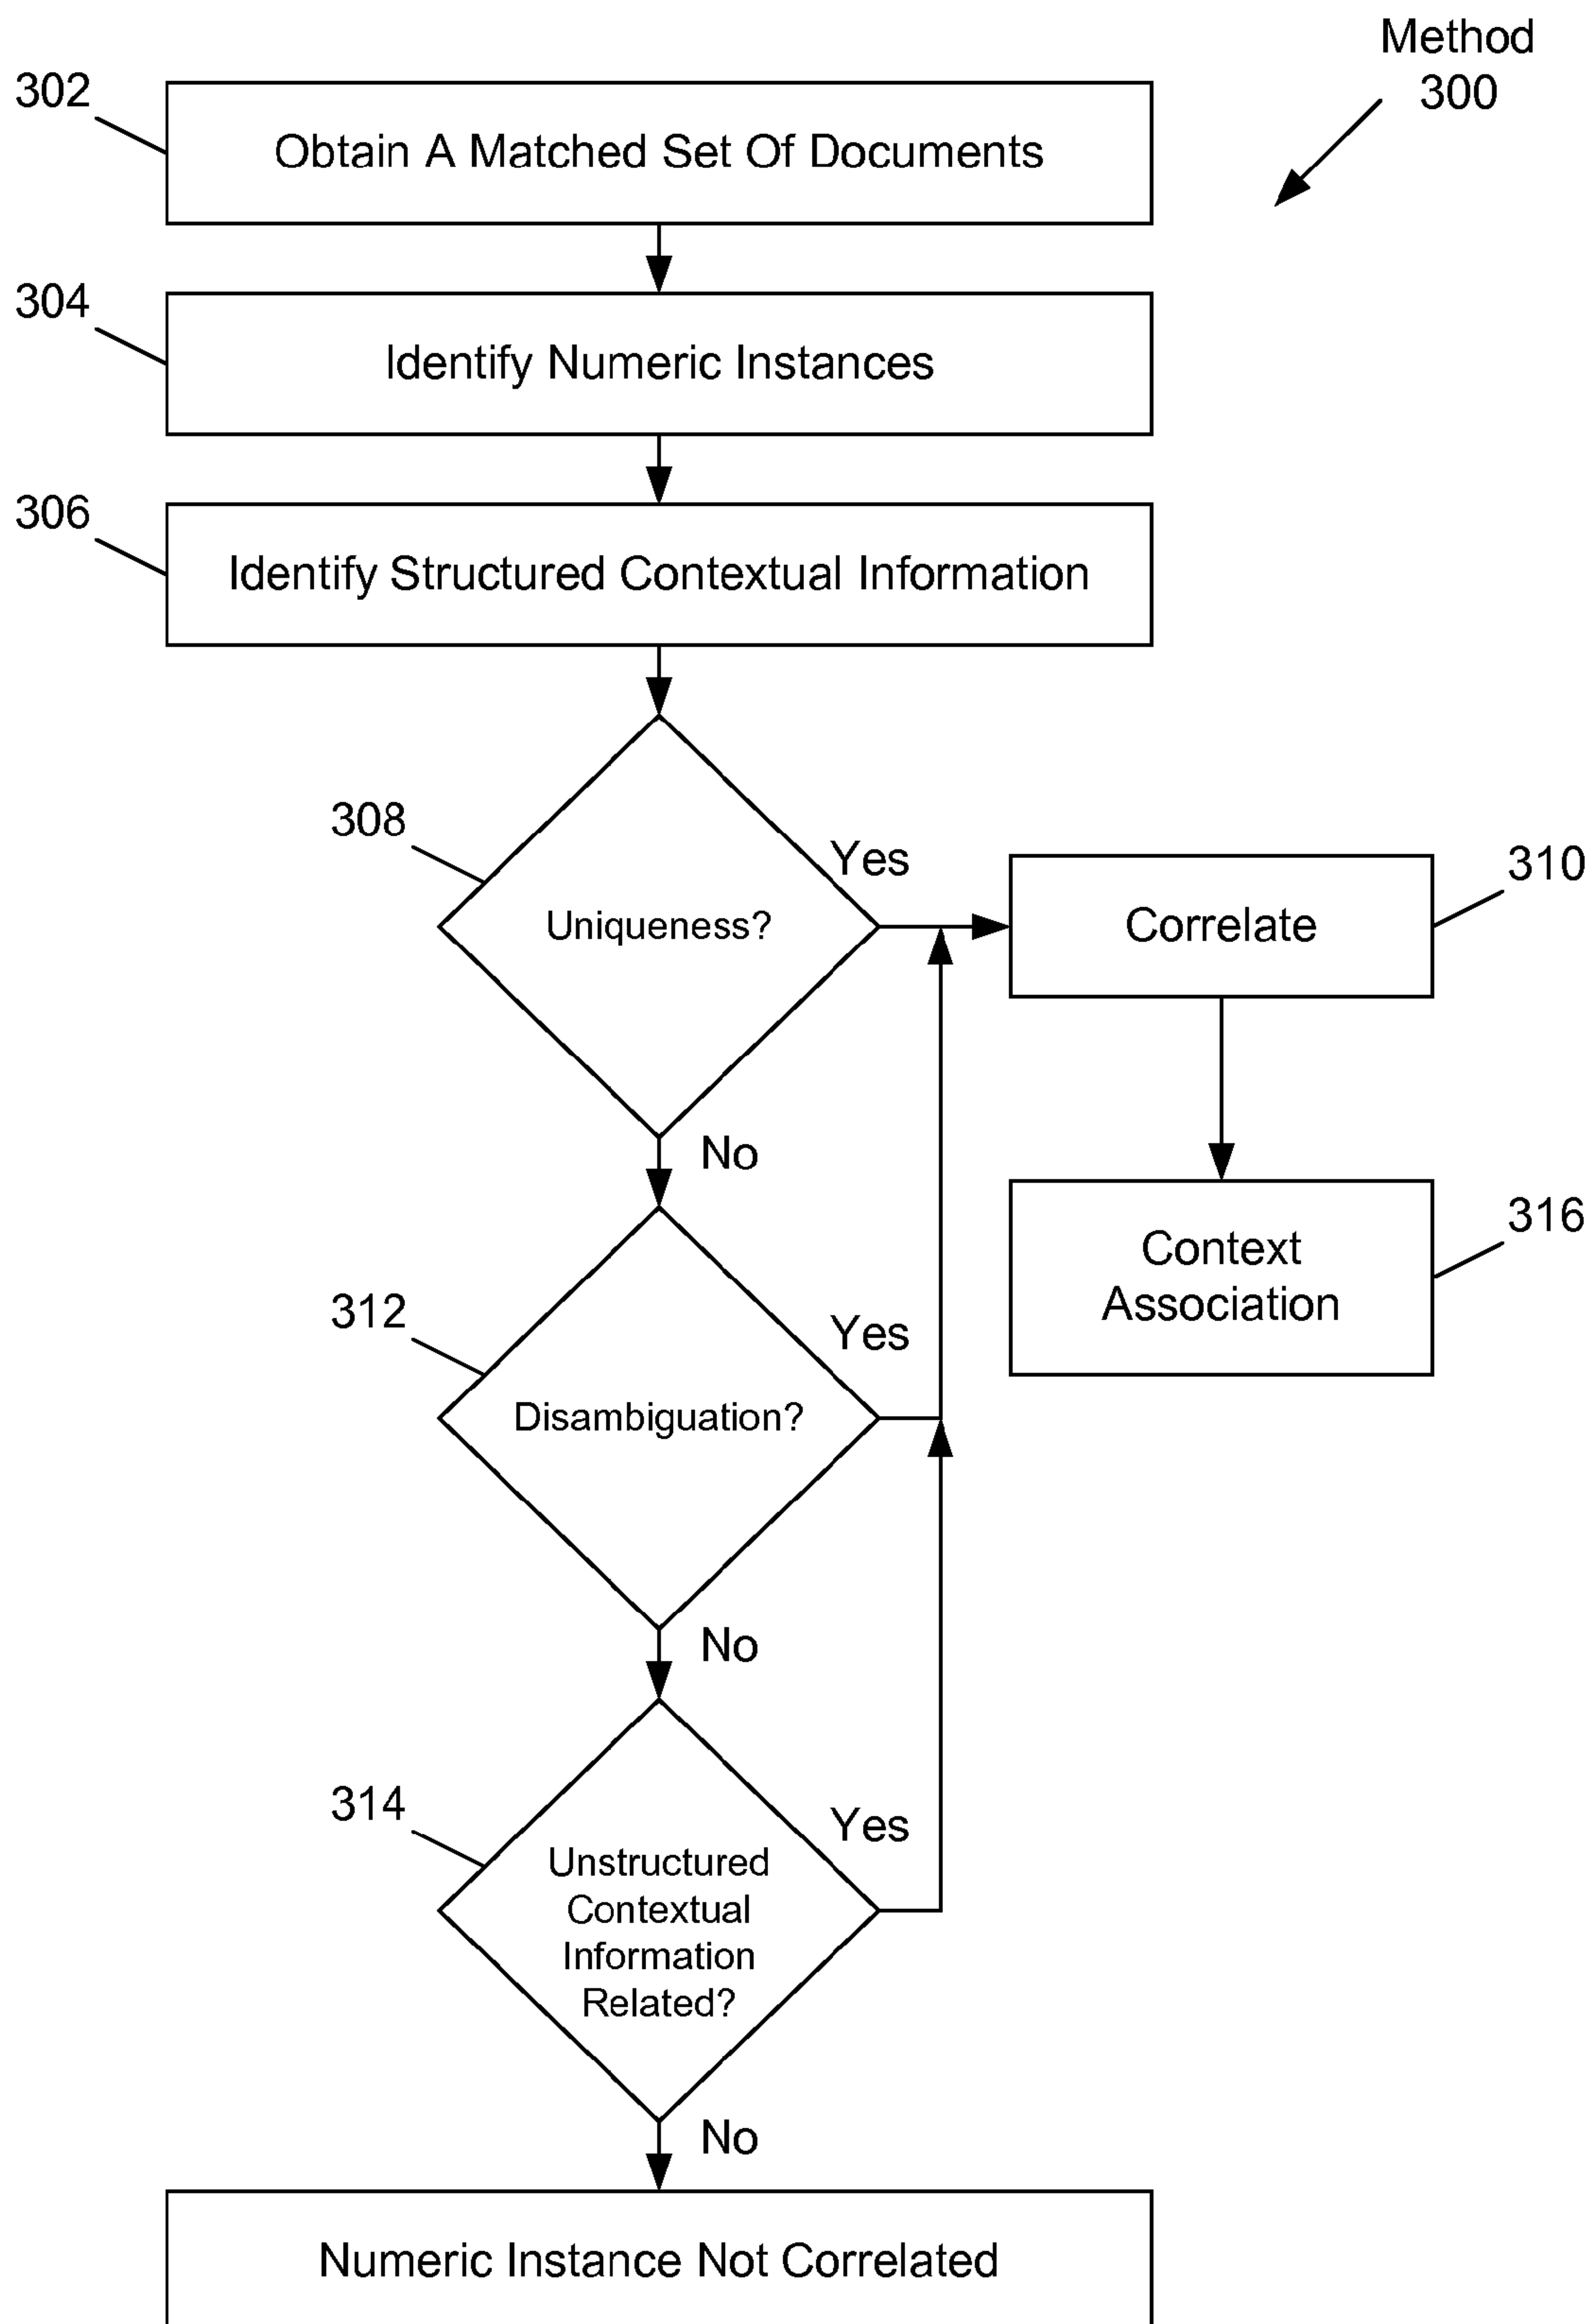 Method
300
302
Obtain A Matched Set Of Documents
304
Identify Numeric Instances
306
Identify Structured Contextual Information
308
Uniqueness?
Yes
310
Correlate
No
316
Context
Association
312
Disambiguation?
Yes
No
314
Unstructured
Contextual
Information
Related?
Yes
No
Numeric Instance Not Correlated